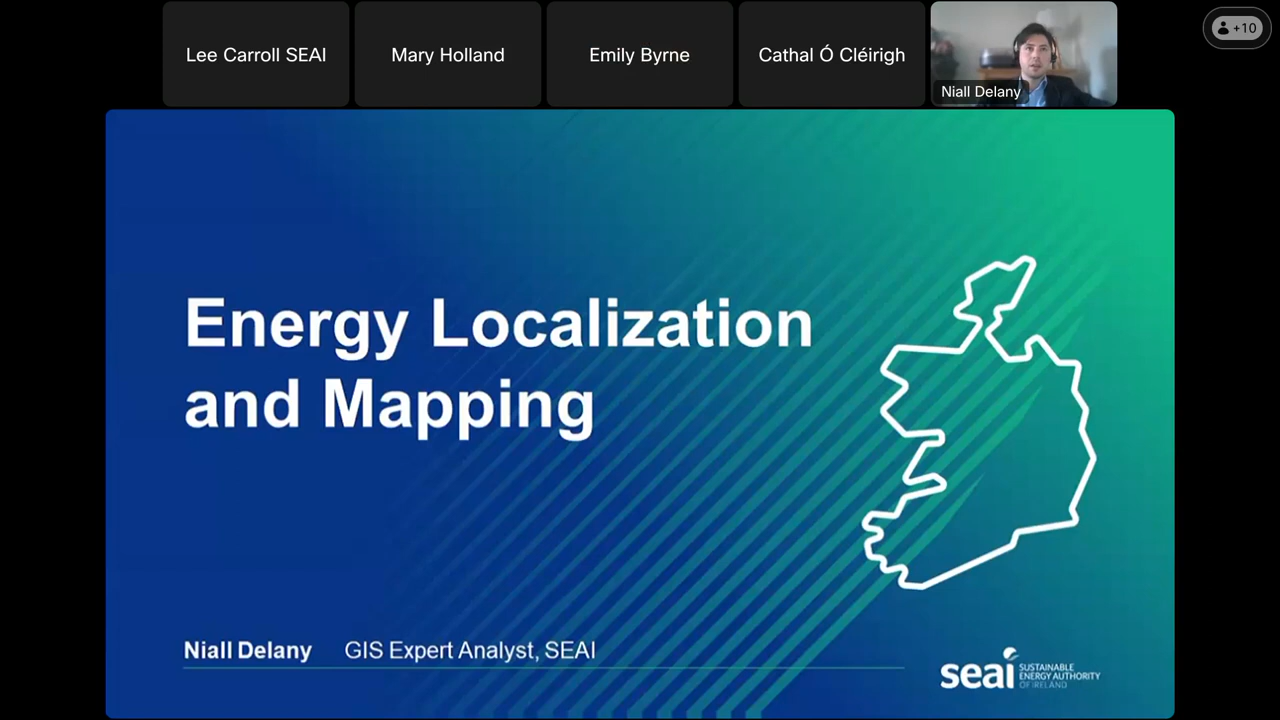 Lee Carroll SEAI
Mary Holland
Emily Byrne
Cathal Ó Cléirigh
Niall Delany
+10
Energy Localization
and Mapping
Niall Delany GIS Expert Analyst, SEAI
seai
SUSTAINABLE
ENERGY AUTHORITY
OF IRELAND